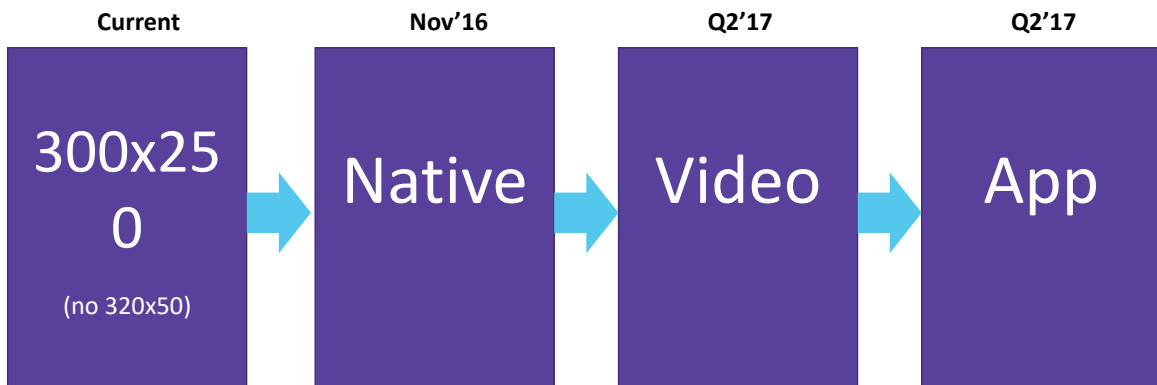 Current
Nov’16
Q2’17
Q2’17
300x25
0
(no 320x50)
Native
Video
App